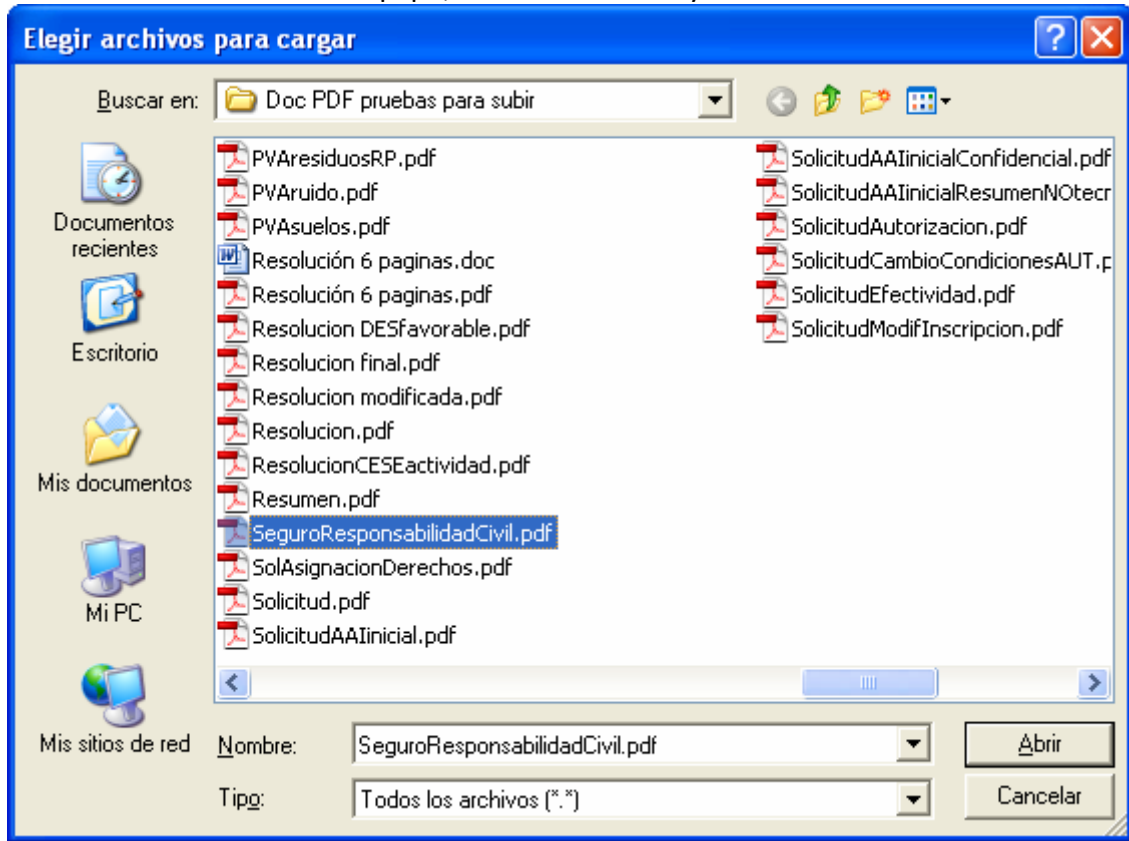 Elegir archivos para cargar
Buscar en:
Doc PDF pruebas para subir
Documentos
recientes
Escritorio
Mis documentos
Mi PC
Mis sitios de red
PVAresiduosRP.pdf
PVAruido.pdf
PVAsuelos.pdf
Resolución 6 paginas.doc
Resolución 6 paginas.pdf
Resolucion DESfavorable.pdf
Resolucion final.pdf
Resolucion modificada.pdf
Resolucion.pdf
ResolucionCESEactividad.pdf
Resumen.pdf
SeguroResponsabilidadCivil.pdf
SolAsignacionDerechos.pdf
Solicitud.pdf
SolicitudAAIinicial.pdf
SolicitudAAIinicialConfidencial.pdf
SolicitudAAIinicialResumenNOtecr
SolicitudAutorizacion.pdf
SolicitudCambioCondicionesAUT.p
SolicitudEfectividad.pdf
SolicitudModifInscripcion.pdf
Nombre:
SeguroResponsabilidadCivil.pdf
Abrir
Tipo:
Todos los archivos (*.*)
Cancelar